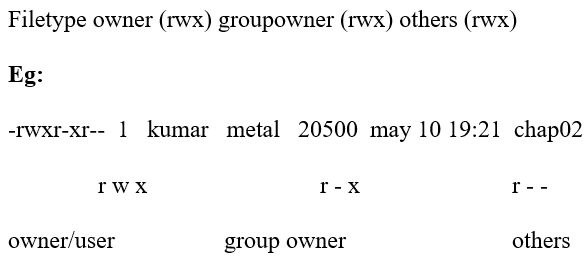 Filetype owner (rwx) groupowner (rwx) others (rwx)
Eg:
-rwxr-xr-- 1 kumar metal 20500 may 10 19:21 chap02
r w x r - x r - -
owner/user group owner others